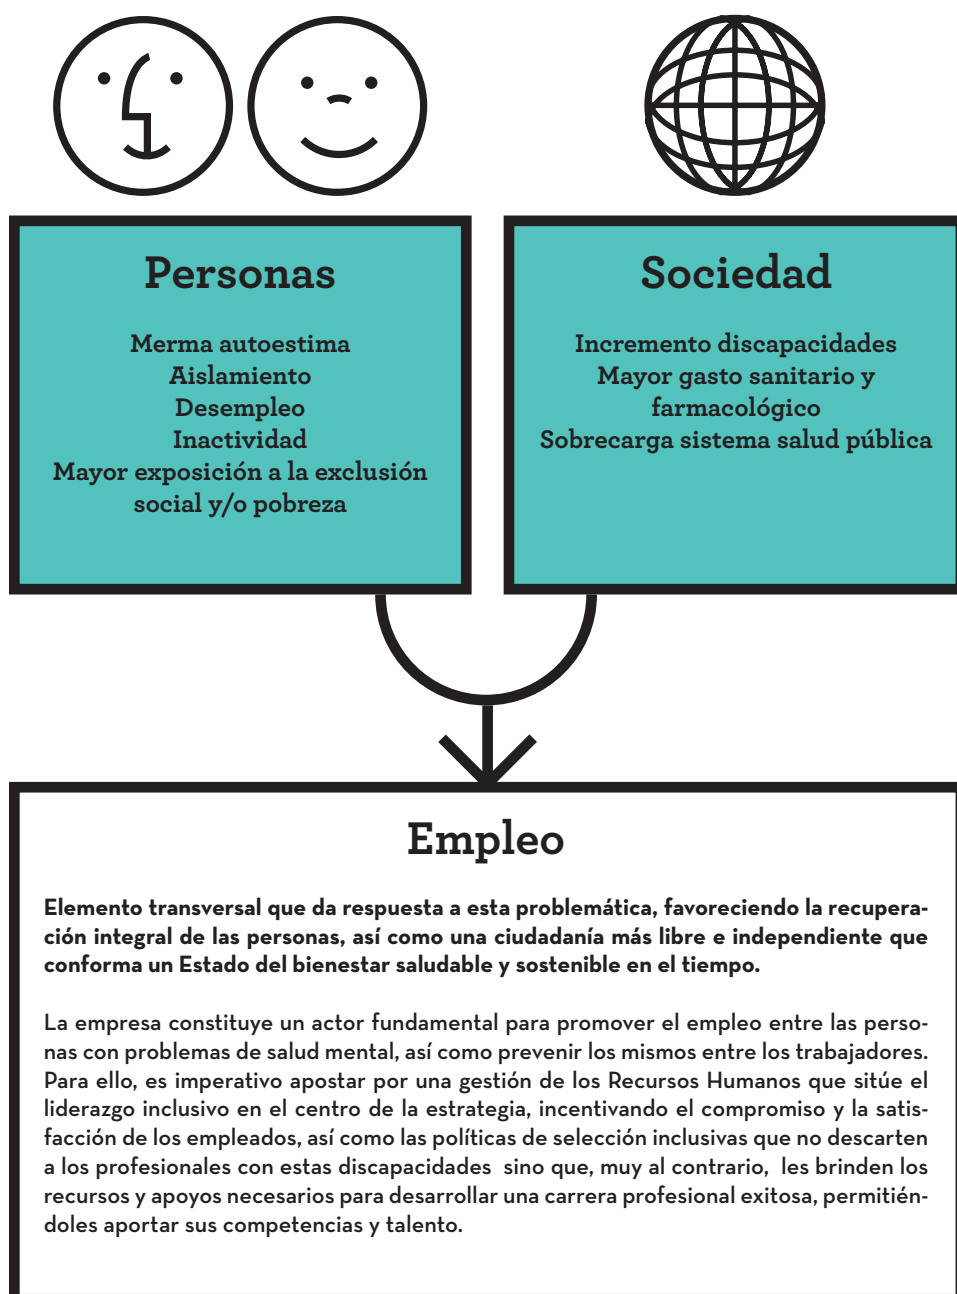 Personas
Merma autoestima
Aislamiento
Desempleo
Inactividad
Mayor exposición a la exclusión
social y/o pobreza
Sociedad
Incremento discapacidades
Mayor gasto sanitario y
farmacológico
Sobrecarga sistema salud pública
Empleo
Elemento transversal que da respuesta a esta problemática, favoreciendo la recupera-
ción integral de las personas, así como una ciudadanía más libre e independiente que
conforma un Estado del bienestar saludable y sostenible en el tiempo.
La empresa constituye un actor fundamental para promover el empleo entre las perso-
nas con problemas de salud mental, así como prevenir los mismos entre los trabajadores.
Para ello, es imperativo apostar por una gestión de los Recursos Humanos que sitúe el
liderazgo inclusivo en el centro de la estrategia, incentivando el compromiso y la satis-
facción de los empleados, así como las políticas de selección inclusivas que no descarten
a los profesionales con estas discapacidades sino que, muy al contrario, les brinden los
recursos y apoyos necesarios para desarrollar una carrera profesional exitosa, permitién-
doles aportar sus competencias y talento.